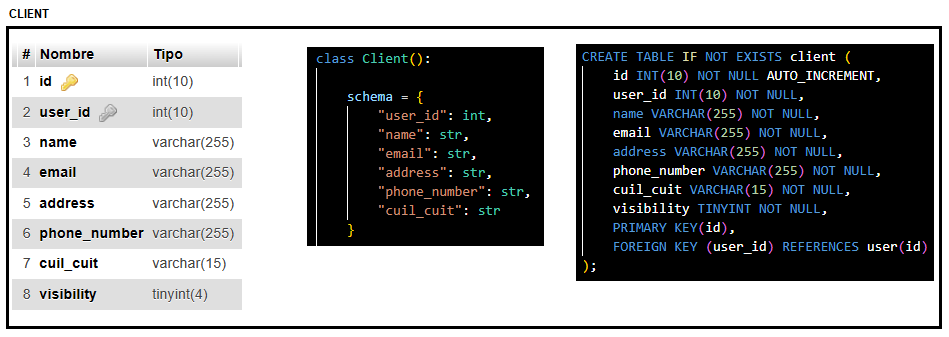 CLIENT
# Nombre Tipo
1 id int(10)
2 user_id int(10)
3 name varchar(255)
4 email varchar(255)
5 address varchar(255)
6 phone_number varchar(255)
7 cuil_cuit varchar(15)
8 visibility tinyint(4)
class Client():
schema = {
"user_id": int,
"name": str,
"email": str,
"address": str,
"phone_number": str,
"cuil_cuit": str
}
CREATE TABLE IF NOT EXISTS client (
id INT(10) NOT NULL AUTO_INCREMENT,
user_id INT(10) NOT NULL,
name VARCHAR(255) NOT NULL,
email VARCHAR(255) NOT NULL,
address VARCHAR(255) NOT NULL,
phone_number VARCHAR(255) NOT NULL,
cuil_cuit VARCHAR(15) NOT NULL,
visibility TINYINT NOT NULL,
PRIMARY KEY(id),
FOREIGN KEY (user_id) REFERENCES user(id)
);